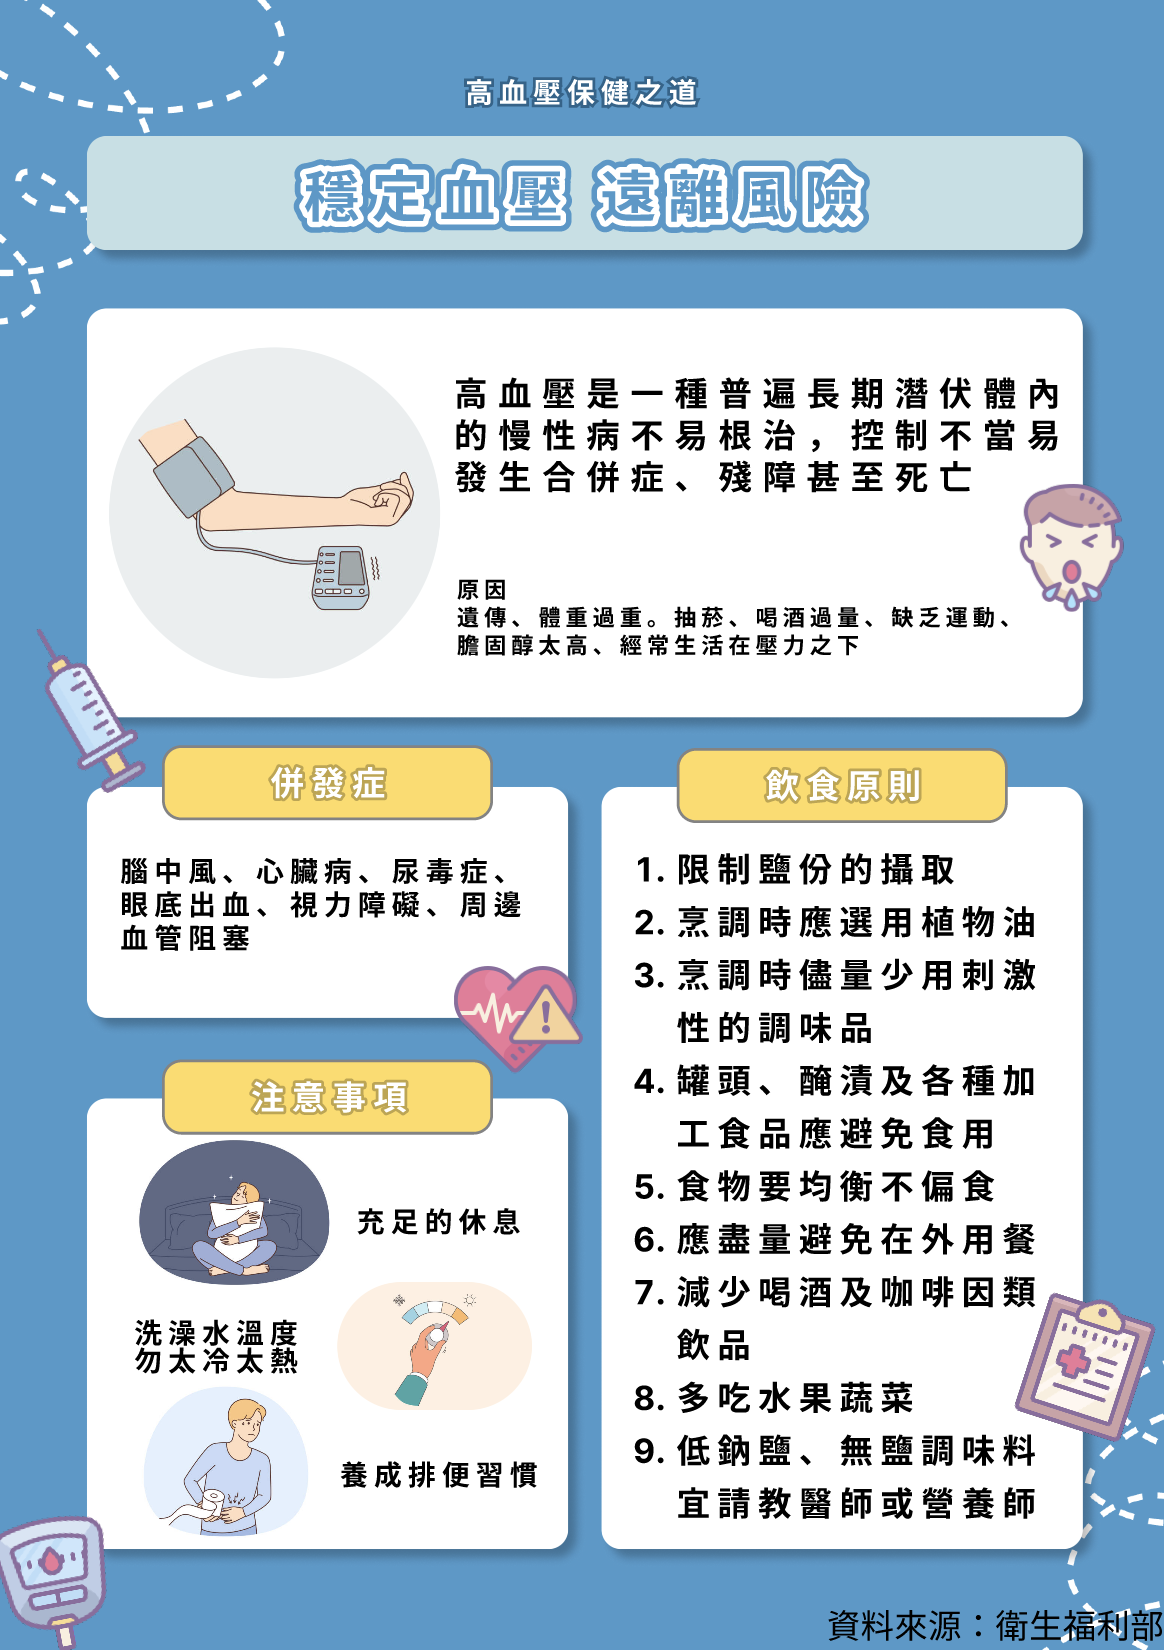 高血壓保健之道
穩定血壓 遠離風險
高血壓是一種普遍長期潛伏體內
的慢性病不易根治，控制不當易
發生合併症、殘障甚至死亡
原因
遺傳、體重過重。抽菸、喝酒過量、缺乏運動、
膽固醇太高、經常生活在壓力之下
併發症
腦中風、心臟病、尿毒症、
眼底出血、視力障礙、周邊
血管阻塞
注意事項
充足的休息
洗澡水溫度
勿太冷太熱
養成排便習慣
飲食原則
1. 限制鹽份的攝取
2. 烹調時應選用植物油
3. 烹調時儘量少用刺激
性的調味品
4. 罐頭、醃漬及各種加
工食品應避免食用
5. 食物要均衡不偏食
6. 應盡量避免在外用餐
7. 減少喝酒及咖啡因類
飲品
8. 多吃水果蔬菜
9. 低鈉鹽、無鹽調味料
宜請教醫師或營養師
資料來源：衛生福利部